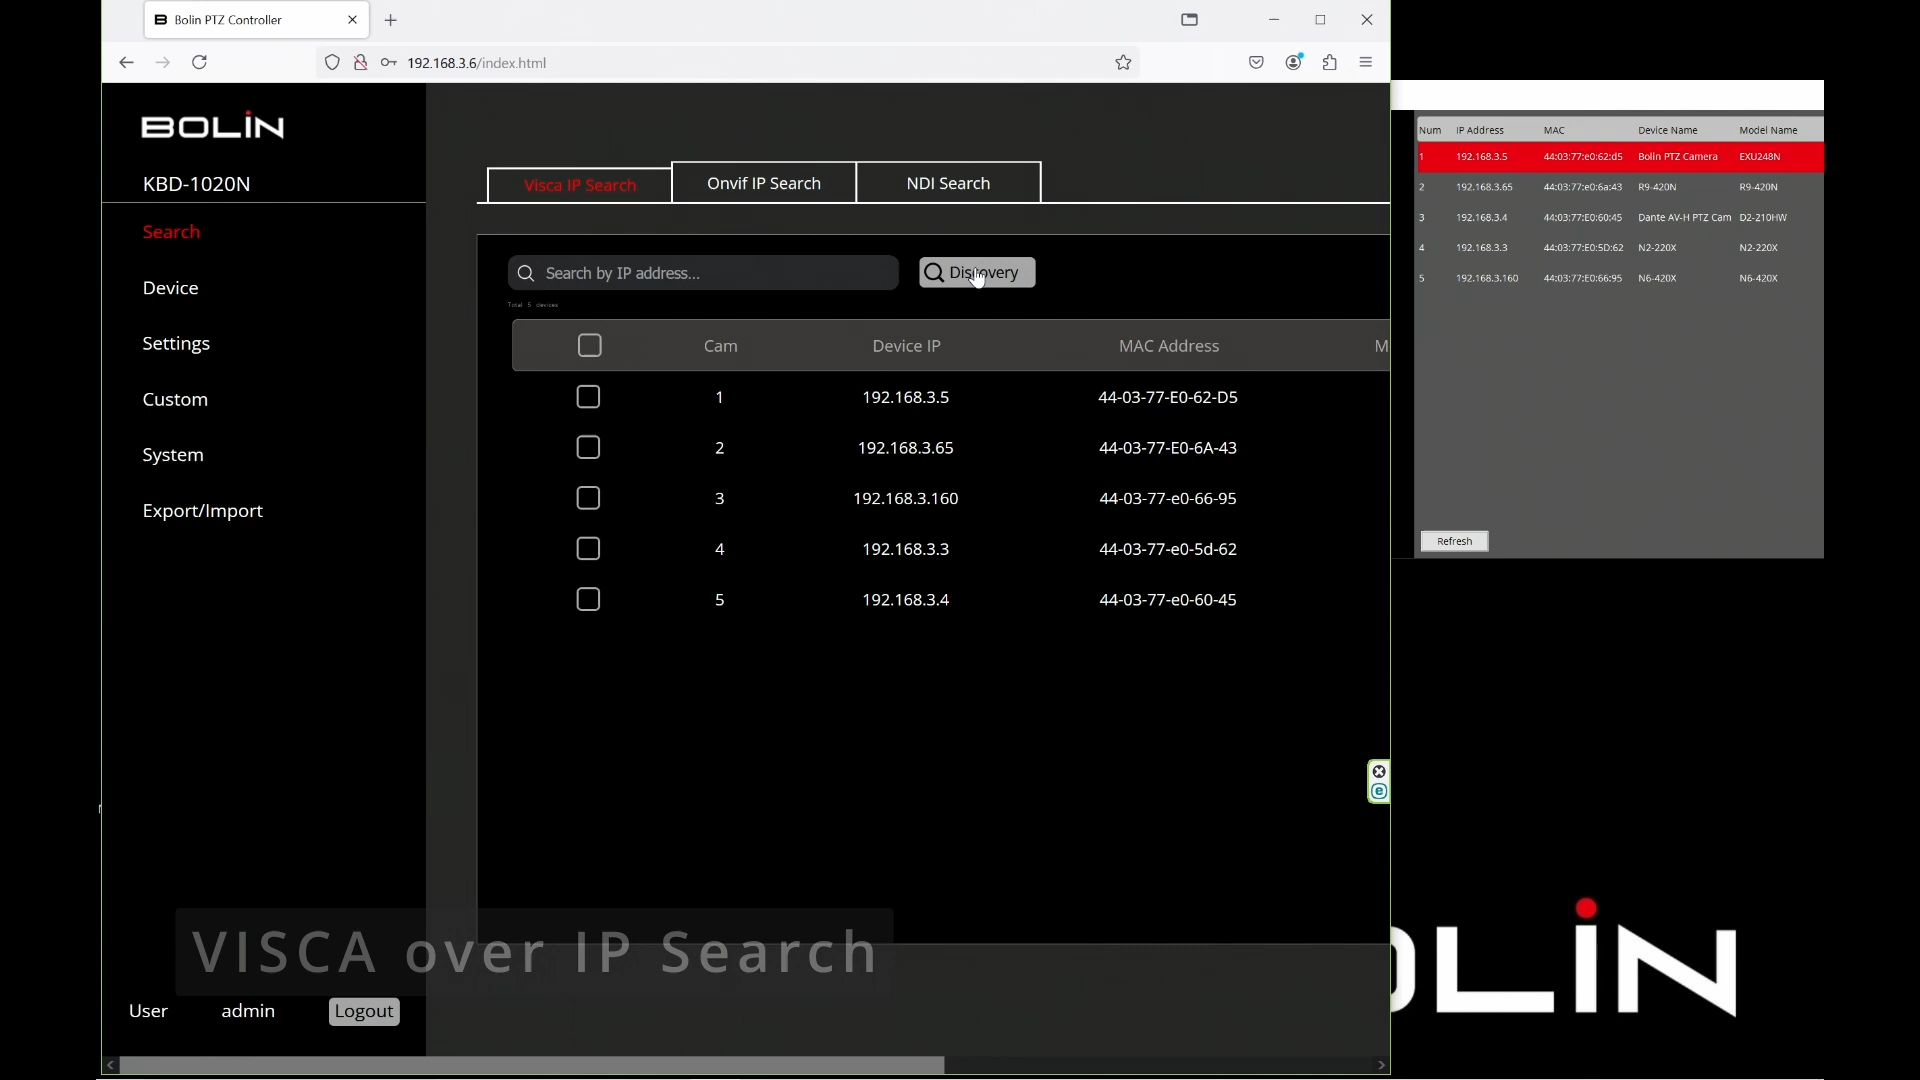 Bolin PTZ Controller
192.168.3.6/index.html
BOLIN
KBD-1020N
Search
Device
Settings
Custom
System
Export/Import
User admin Logout
Visca IP Search Onvif IP Search NDI Search
Search by IP address... Discovery
Total 5 devices
Cam Device IP MAC Address M
1 192.168.3.5 44-03-77-E0-62-D5
2 192.168.3.65 44-03-77-E0-6A-43
3 192.168.3.160 44-03-77-e0-66-95
4 192.168.3.3 44-03-77-e0-5d-62
5 192.168.3.4 44-03-77-e0-60-45
VISCA over IP Search
Num IP Address MAC Device Name Model Name
1 192.168.3.5 44:03:77:e0:62:d5 Bolin PTZ Camera EXU248N
2 192.168.3.65 44:03:77:e0:6a:43 R9-420N R9-420N
3 192.168.3.4 44:03:77:E0:60:45 Dante AV-H PTZ Cam D2-210HW
4 192.168.3.3 44:03:77:E0:5D:62 N2-220X N2-220X
5 192.168.3.160 44:03:77:E0:66:95 N6-420X N6-420X
Refresh
OLIN